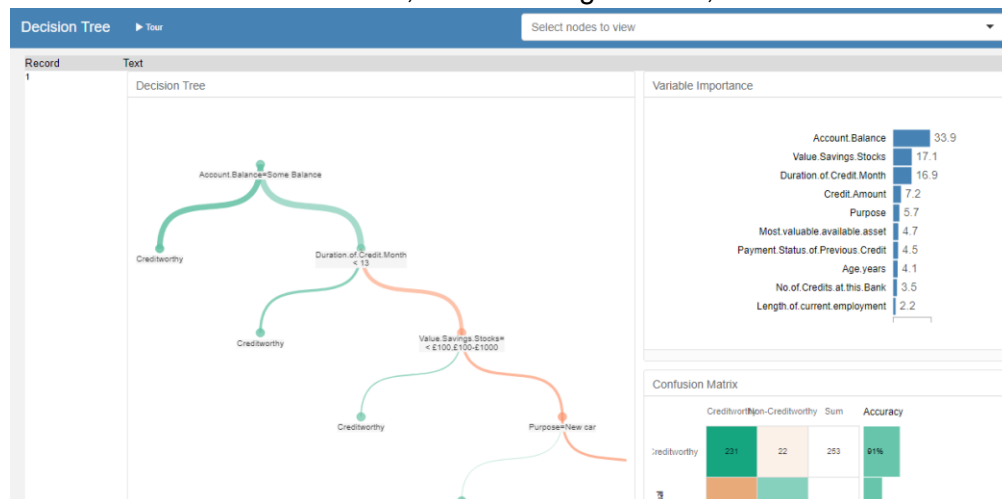 Decision Tree
Tour
Select nodes to view
Record
Text
1
Decision Tree
Account.Balance=Some.Balance
Creditworthy
Duration.of.Credit.Month
< 13
Creditworthy
Value.Savings.Stocks=
< £100,£100-£1000
Creditworthy
Purpose=New car
Variable Importance
Account.Balance 33.9
Value.Savings.Stocks 17.1
Duration.of.Credit.Month 16.9
Credit.Amount 7.2
Purpose 5.7
Most.valuable.available.asset 4.7
Payment.Status.of.Previous.Credit 4.5
Age.years 4.1
No.of.Credits.at.this.Bank 3.5
Length.of.current.employment 2.2
Confusion Matrix
Creditworthy Non-Creditworthy Sum Accuracy
Creditworthy 231 22 253 91%